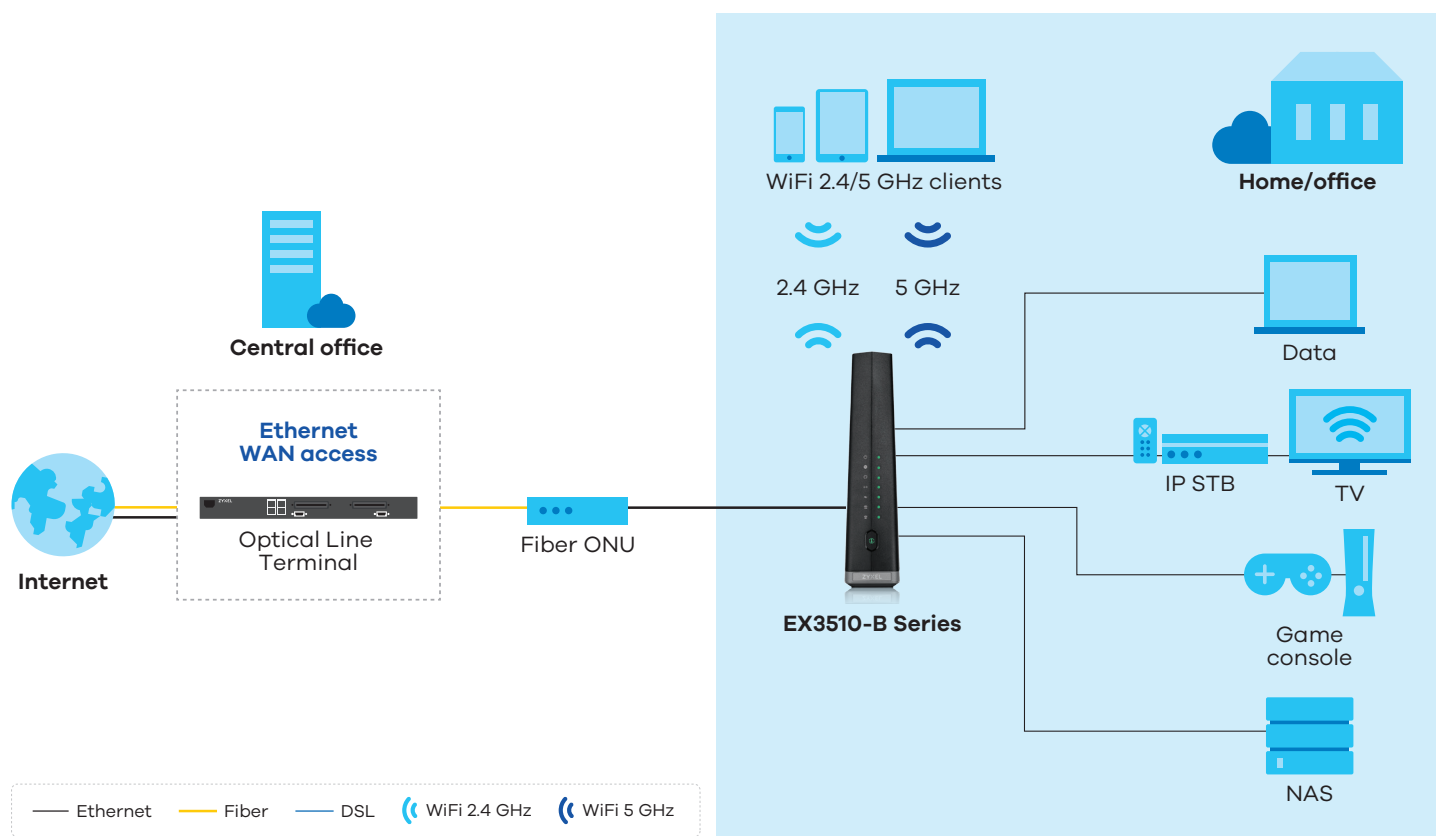 WiFi 2.4/5 GHz clients
Home/office
2.4 GHz
5 GHz
Central office
Data
Ethernet
WAN access
ZYXEL
IP STB
TV
Optical Line
Terminal
Fiber ONU
Internet
ZYXEL
EX3510-B Series
Game
console
NAS
Ethernet
Fiber
DSL
WiFi 2.4 GHz
WiFi 5 GHz